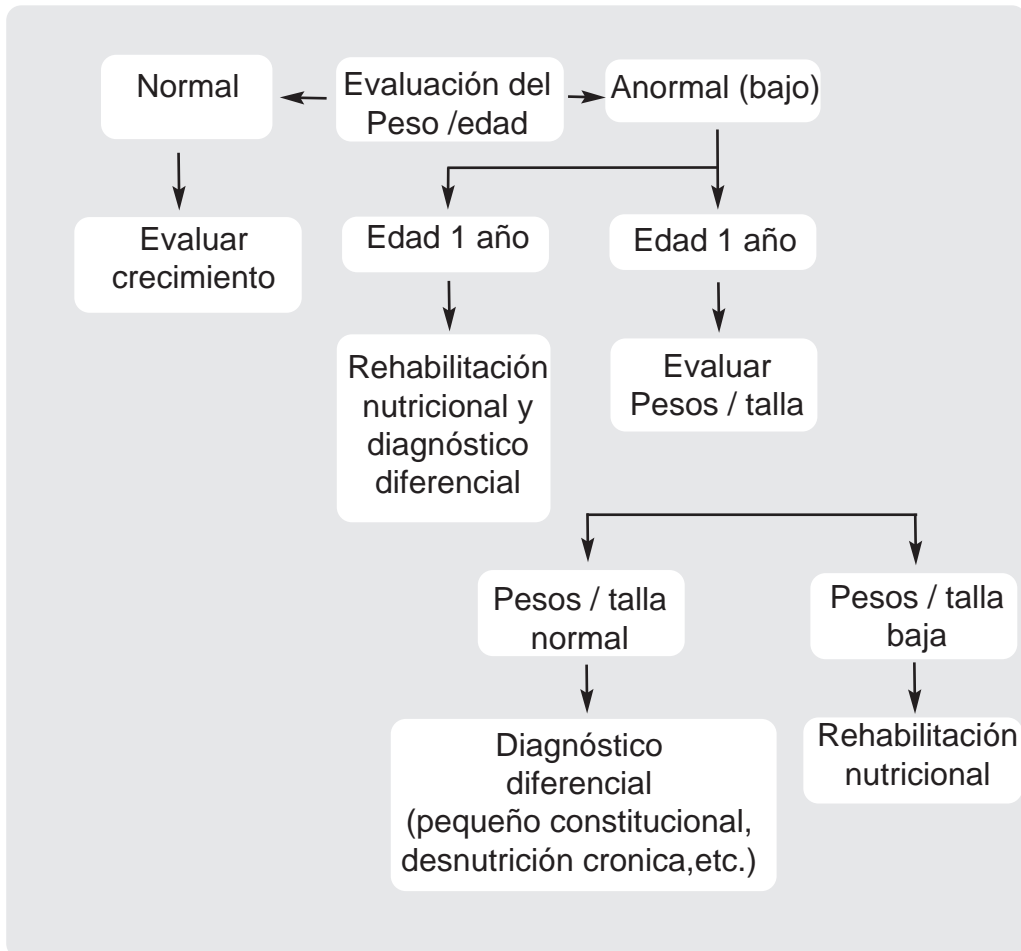 Normal
Evaluación del
Peso /edad
Anormal (bajo)
Evaluar
crecimiento
Edad 1 año
Edad 1 año
Rehabilitación
nutricional y
diagnóstico
diferencial
Evaluar
Pesos / talla
Pesos / talla
normal
Pesos / talla
baja
Diagnóstico
diferencial
(pequeño constitucional,
desnutrición cronica,etc.)
Rehabilitación
nutricional